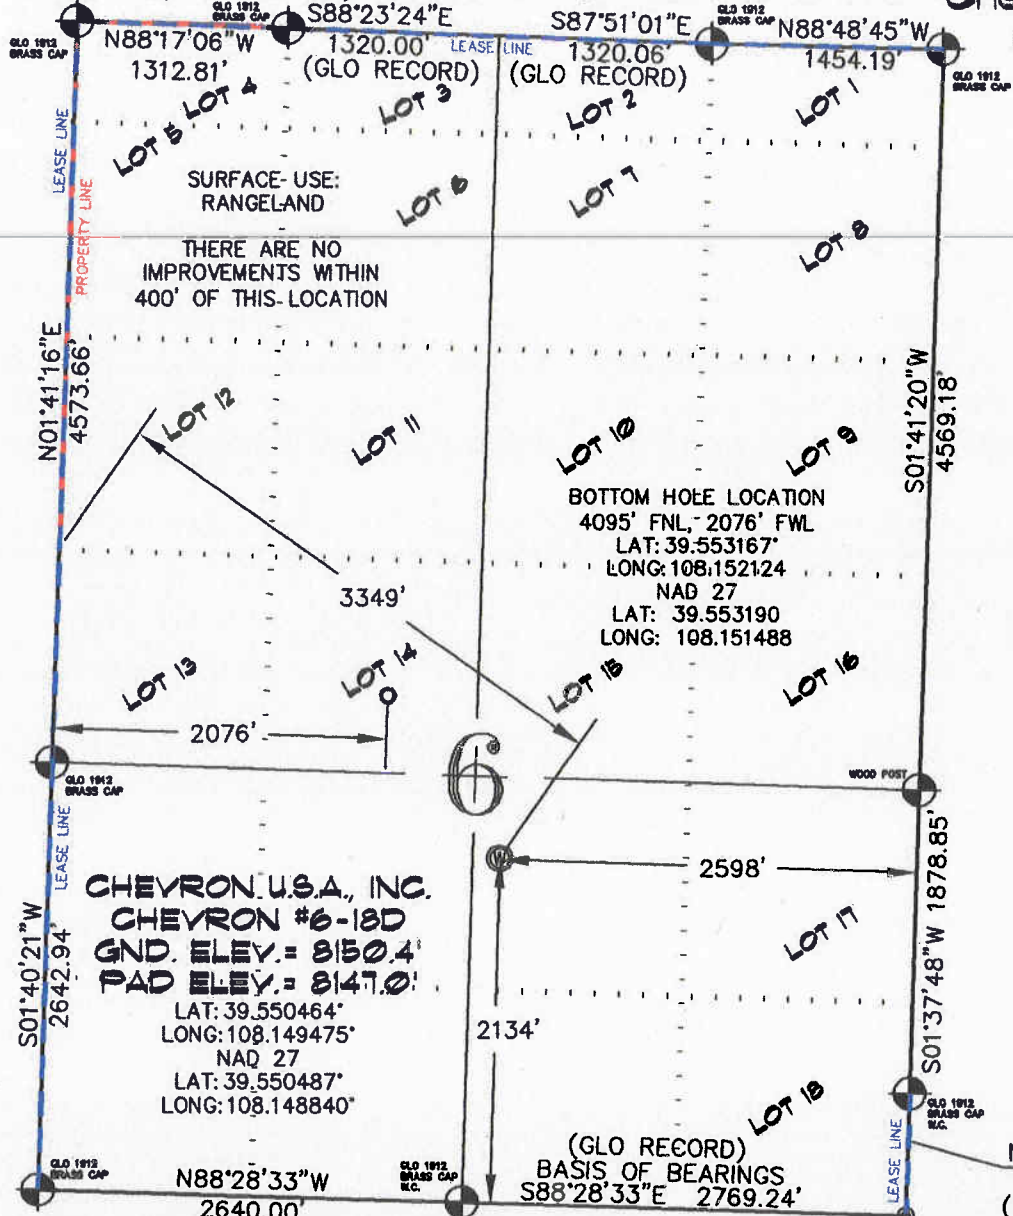 GLO 1912
BRASS CAP
GLO 1912
BRASS CAP
S88°23'24"E
S87°51'01"E
GLO 1912
BRASS CAP
N88°48'45"W
N88°17'06"W
1312.81'
1320.00'
(GLO RECORD)
LEASE LINE
1320.06'
(GLO RECORD)
1454.19'
GLO 1912
BRASS CAP
LOT 4
LOT 3
LOT 2
LOT 1
LEASE LINE
LOT 5
PROPERTY LINE
SURFACE USE:
RANGELAND
LOT 6
LOT 7
LOT 8
THERE ARE NO
IMPROVEMENTS WITHIN
400' OF THIS LOCATION
N01°41'16"E
4573.66'
S01°41'20"W
4569.18'
LOT 12
LOT 11
LOT 10
LOT 9
BOTTOM HOLE LOCATION
4095' FNL, 2076' FWL
LAT: 39.553167°
LONG: 108.152124
NAD 27
LAT: 39.553190
LONG: 108.151488
3349'
LOT 13
LOT 14
LOT 15
LOT 16
2076'
6
GLO 1912
BRASS CAP
WOOD POST
LEASE LINE
W
2598'
CHEVRON U.S.A., INC.
CHEVRON #6-18D
GND. ELEV.= 8150.4'
PAD ELEV.= 8147.0'
LAT: 39.550464°
LONG: 108.149475°
NAD 27
LAT: 39.550487°
LONG: 108.148840°
LOT 17
S01°37'48"W 1878.85'
S01°40'21"W
2642.94'
2134'
LOT 18
GLO 1912
BRASS CAP
W.C.
LEASE LINE
GLO 1912
BRASS CAP
N88°28'33"W
2640.00'
GLO 1912
BRASS CAP
W.C.
(GLO RECORD)
BASIS OF BEARINGS
S88°28'33"E 2769.24'